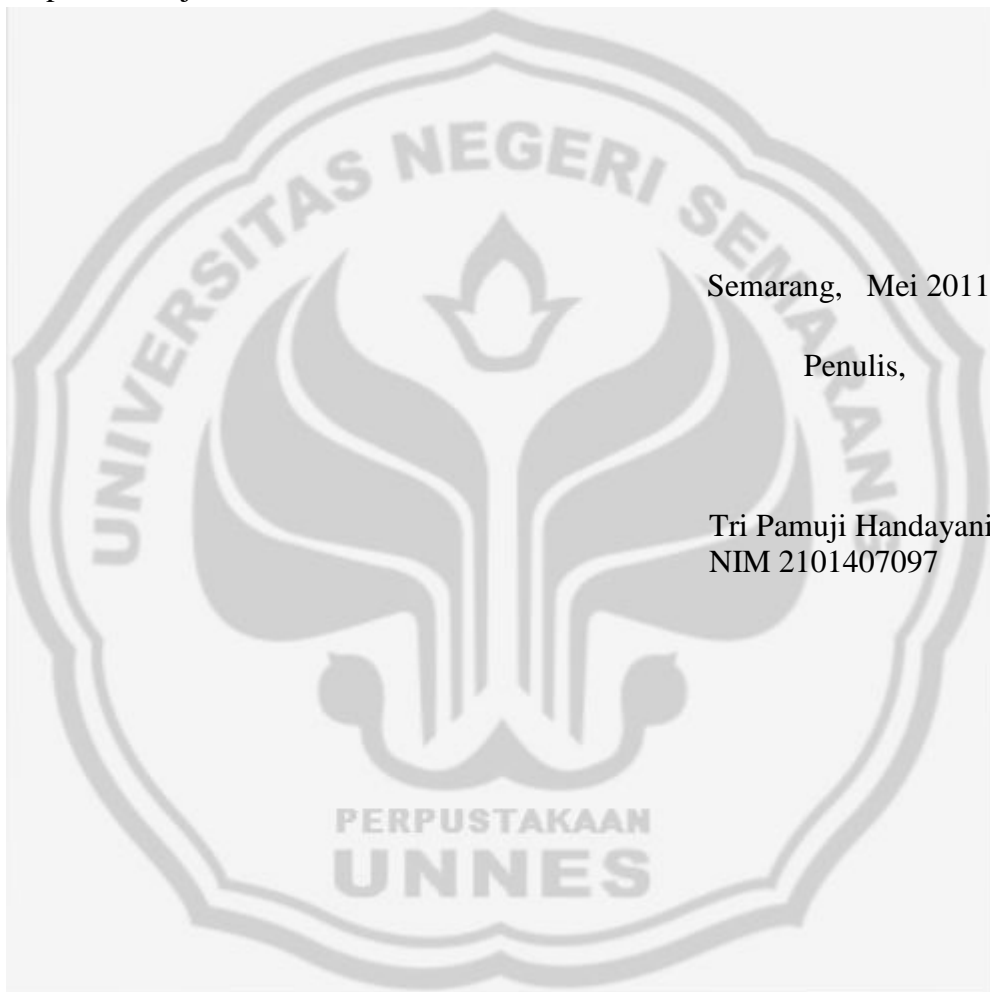 UNIVERSITAS NEGERI SEMARANG
Semarang, Mei 2011
Penulis,
Tri Pamuji Handayani
NIM 2101407097
PERPUSTAKAAN
UNNES